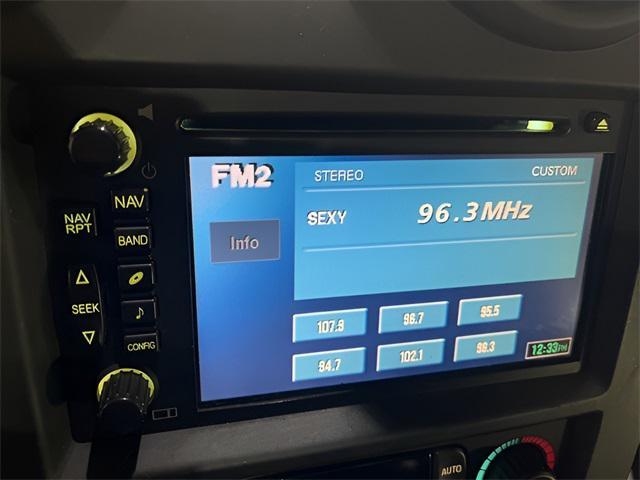 FM2
STEREO
CUSTOM
SEXY
96.3MHz
Info
107.9
96.7
95.5
94.7
102.1
96.3
12:33PM
NAV
NAV
RPT
BAND
SEEK
CONFIG
AUTO